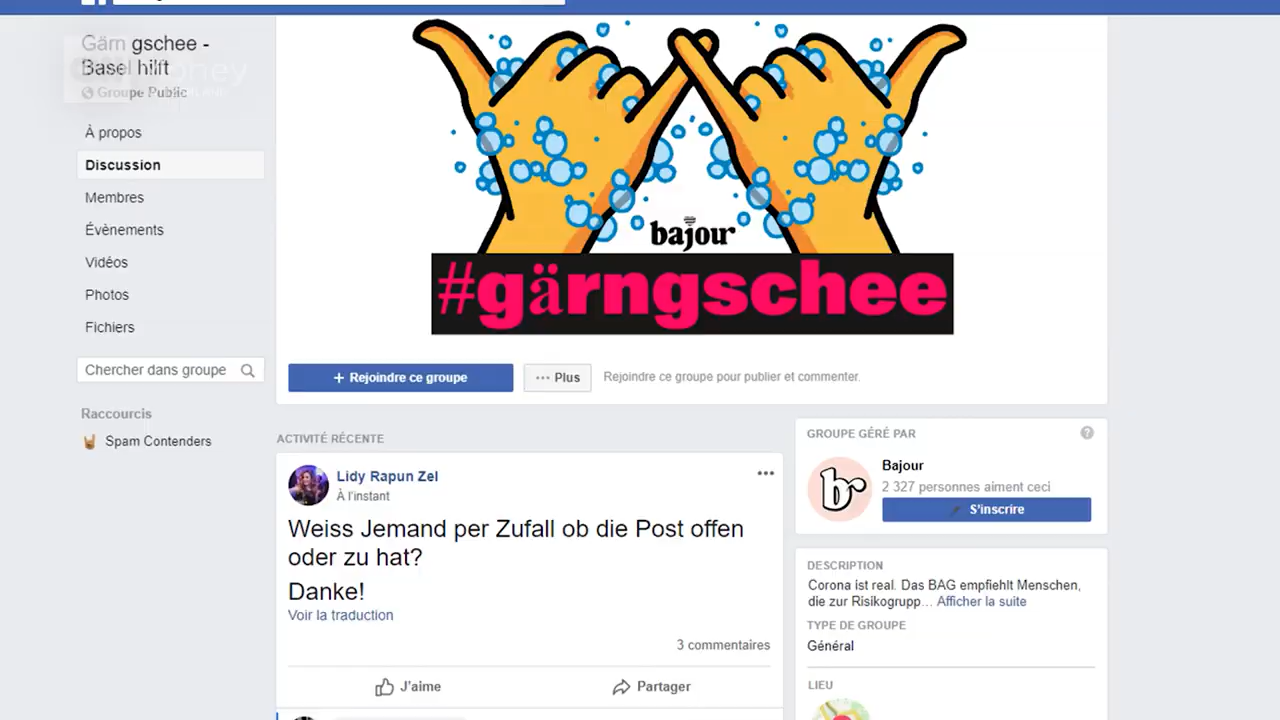 Gärn gschee -
Basel hilft
Groupe Public
À propos
Discussion
Membres
Évènements
Vidéos
Photos
Fichiers
Chercher dans groupe
Raccourcis
Spam Contenders
bajour
#gärngschee
+ Rejoindre ce groupe
··· Plus
Rejoindre ce groupe pour publier et commenter.
ACTIVITÉ RÉCENTE
Lidy Rapun Zel
À l'instant
Weiss Jemand per Zufall ob die Post offen
oder zu hat?
Danke!
Voir la traduction
3 commentaires
J'aime
Partager
GROUPE GÉRÉ PAR
?
br
Bajour
2 327 personnes aiment ceci
S'inscrire
DESCRIPTION
Corona ist real. Das BAG empfiehlt Menschen,
die zur Risikogrupp... Afficher la suite
TYPE DE GROUPE
Général
LIEU